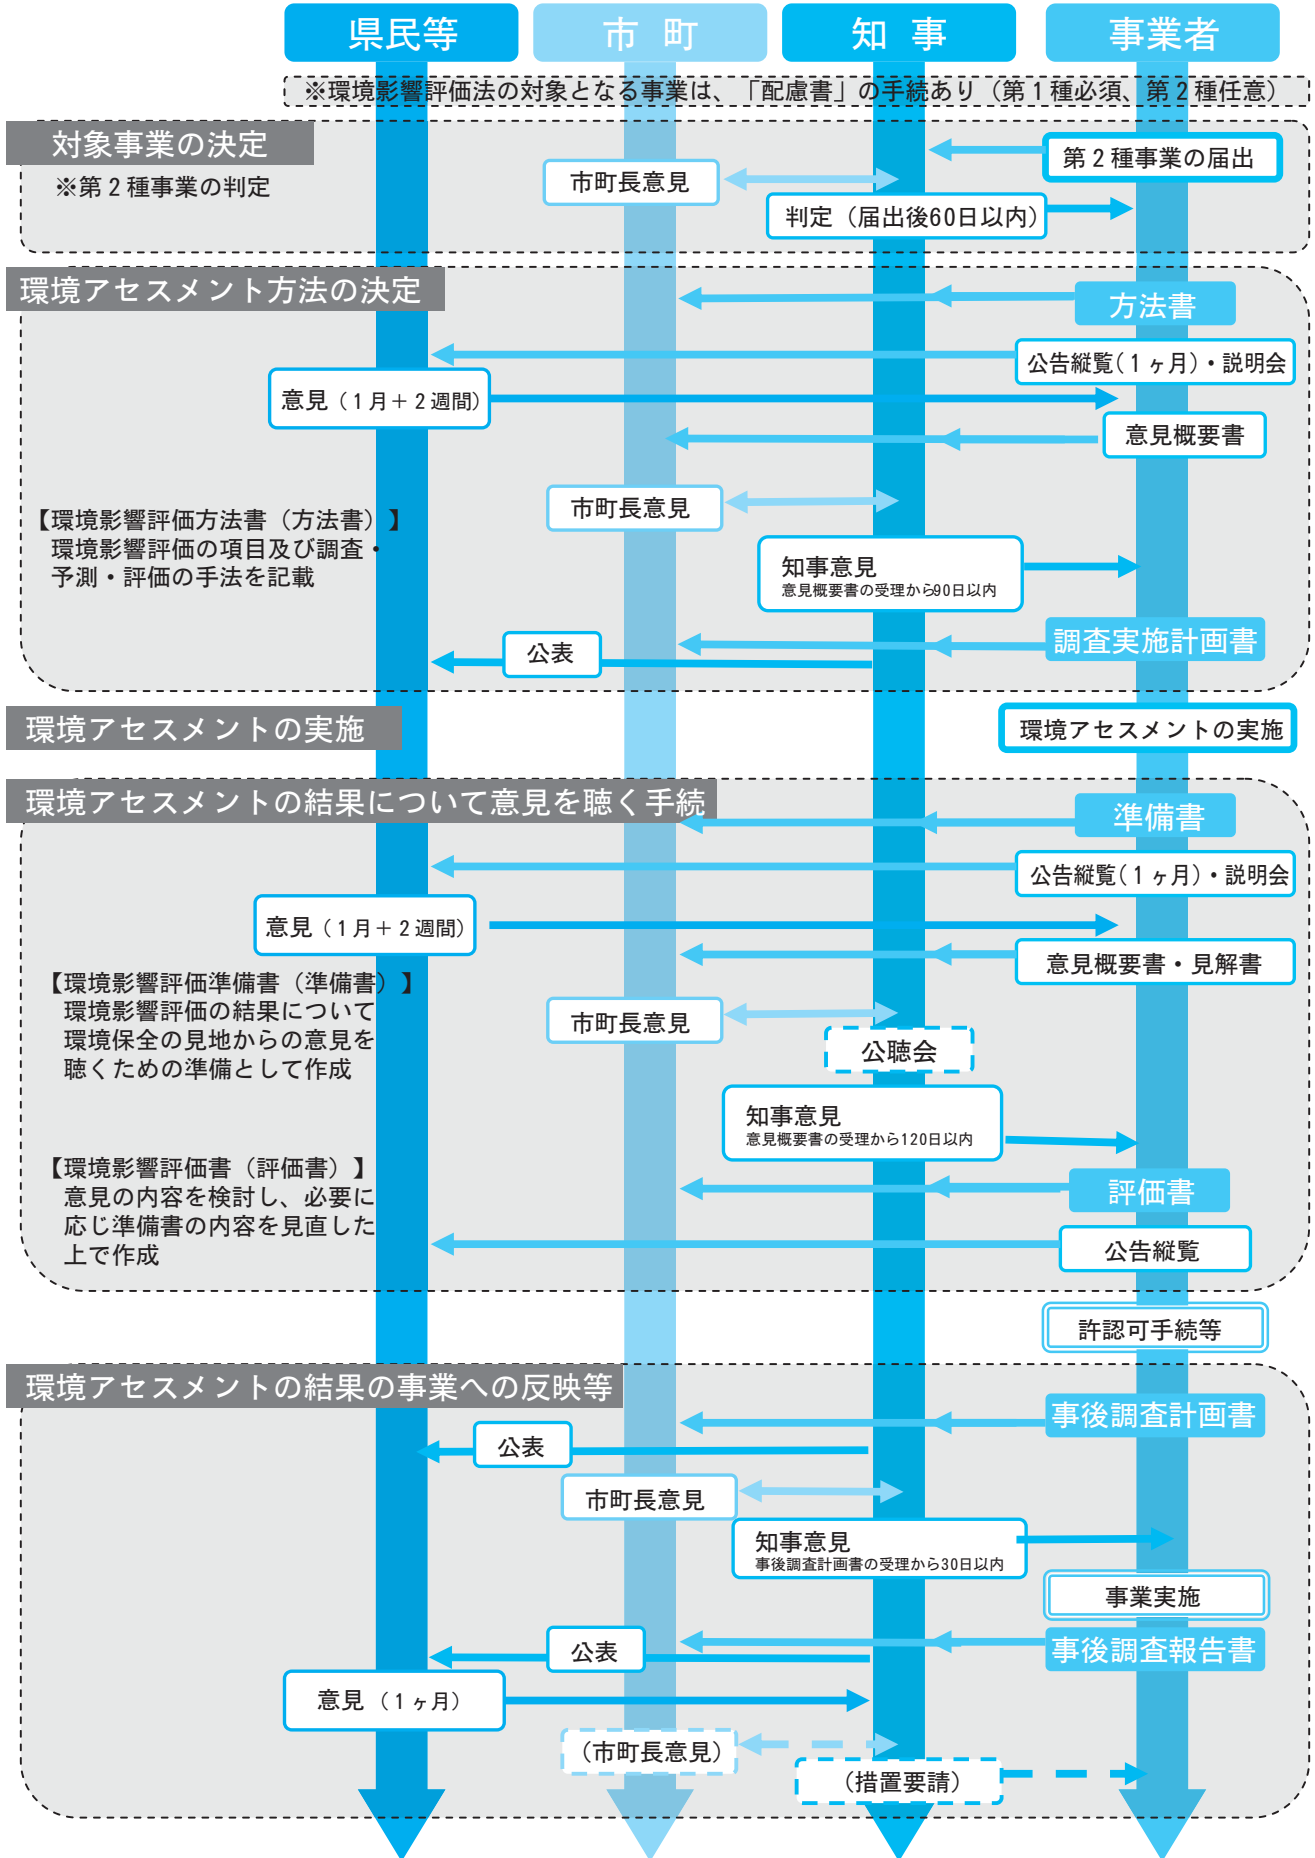 県民等
市 町
知 事
事業者
※環境影響評価法の対象となる事業は、「配慮書」の手続あり（第1種必須、第2種任意）
対象事業の決定
※第2種事業の判定
第2種事業の届出
市町長意見
判定（届出後60日以内）
環境アセスメント方法の決定
方法書
公告縦覧(1ヶ月)・説明会
意見（1月＋2週間）
意見概要書
市町長意見
【環境影響評価方法書（方法書）】
環境影響評価の項目及び調査・
予測・評価の手法を記載
知事意見
意見概要書の受理から90日以内
調査実施計画書
公表
環境アセスメントの実施
環境アセスメントの実施
環境アセスメントの結果について意見を聴く手続
準備書
公告縦覧(1ヶ月)・説明会
意見（1月＋2週間）
意見概要書・見解書
【環境影響評価準備書（準備書）】
環境影響評価の結果について
環境保全の見地からの意見を
聴くための準備として作成
市町長意見
公聴会
知事意見
意見概要書の受理から120日以内
【環境影響評価書（評価書）】
意見の内容を検討し、必要に
応じ準備書の内容を見直した
上で作成
評価書
公告縦覧
許認可手続等
環境アセスメントの結果の事業への反映等
事後調査計画書
公表
市町長意見
知事意見
事後調査計画書の受理から30日以内
事業実施
事後調査報告書
公表
意見（1ヶ月）
（市町長意見）
（措置要請）